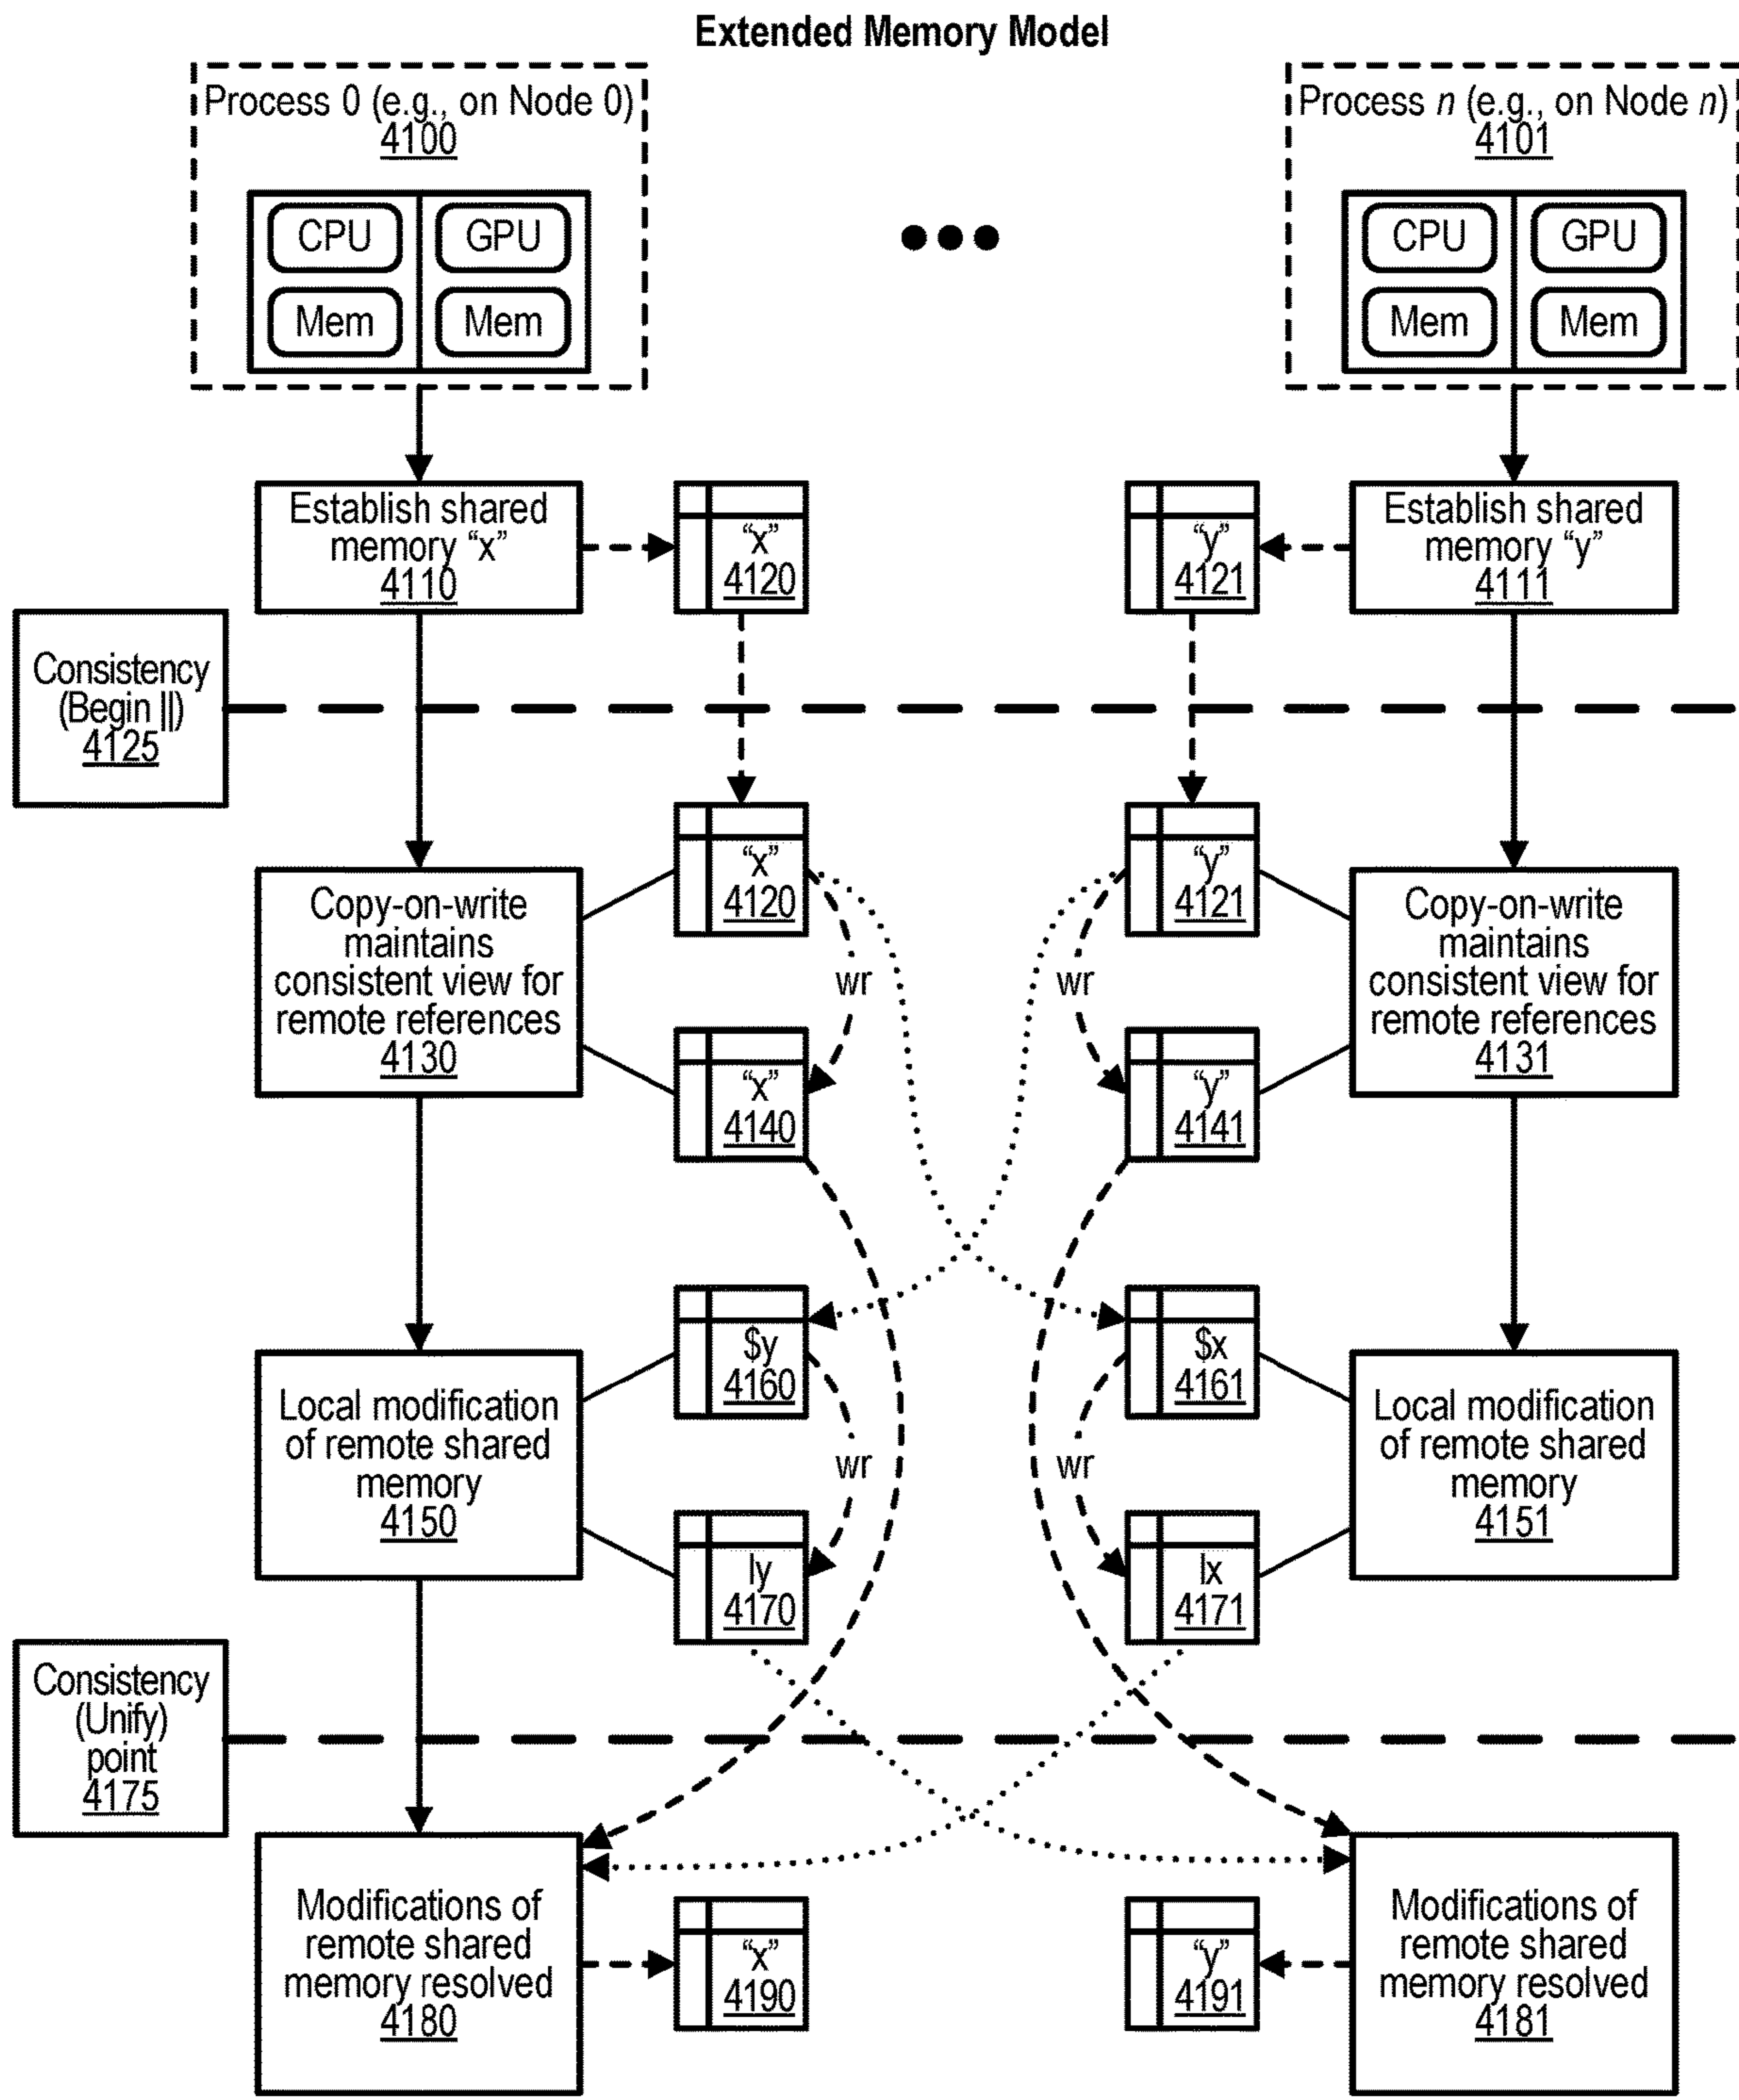 Extended Memory Model
Process 0 (e.g., on Node 0)
4100
CPU
GPU
Mem
Mem
Process n (e.g., on Node n)
4101
CPU
GPU
Mem
Mem
Establish shared
memory “x”
4110
“x”
4120
“y”
4121
Establish shared
memory “y”
4111
Consistency
(Begin ||)
4125
Copy-on-write
maintains
consistent view for
remote references
4130
“x”
4120
wr
“x”
4140
“y”
4121
wr
“y”
4141
Copy-on-write
maintains
consistent view for
remote references
4131
Local modification
of remote shared
memory
4150
$y
4160
wr
ly
4170
$x
4161
wr
lx
4171
Local modification
of remote shared
memory
4151
Consistency
(Unify)
point
4175
Modifications of
remote shared
memory resolved
4180
“x”
4190
“y”
4191
Modifications of
remote shared
memory resolved
4181